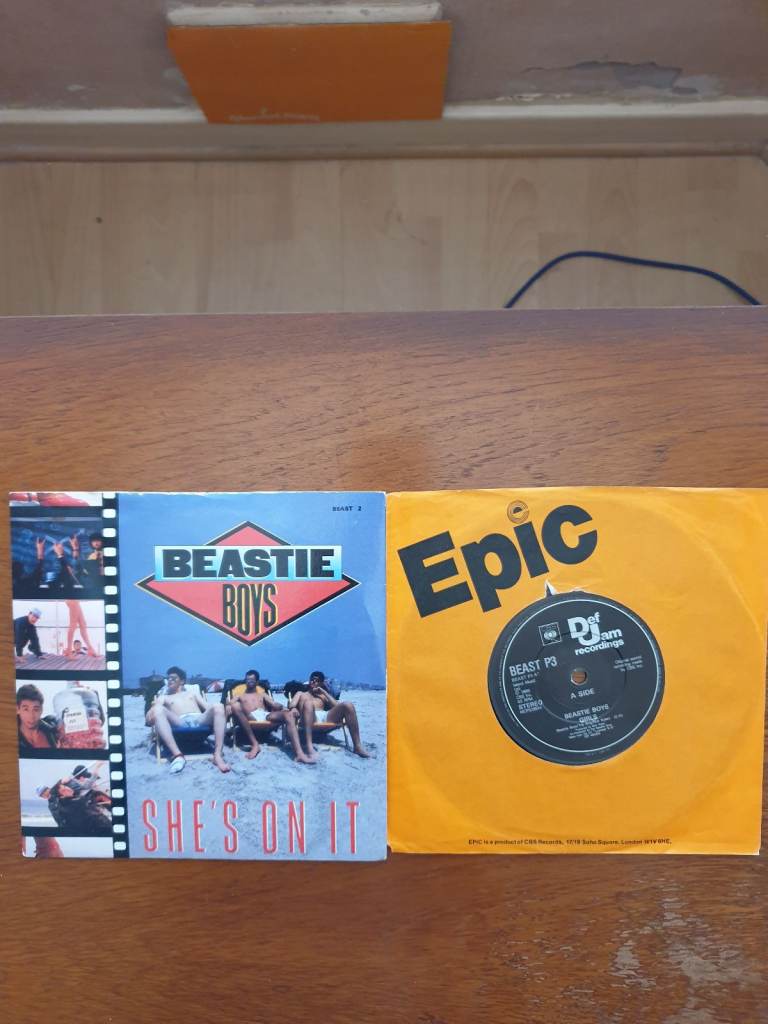 BEAST 2
BEASTIE
BOYS
SHE'S ON IT
Epic
Def
Jam
recordings
BEAST P3
A SIDE
STEREO
BEASTIE BOYS
GIRLS
EPIC is a product of CBS Records, 17/19 Soho Square, London W1V 6HE.